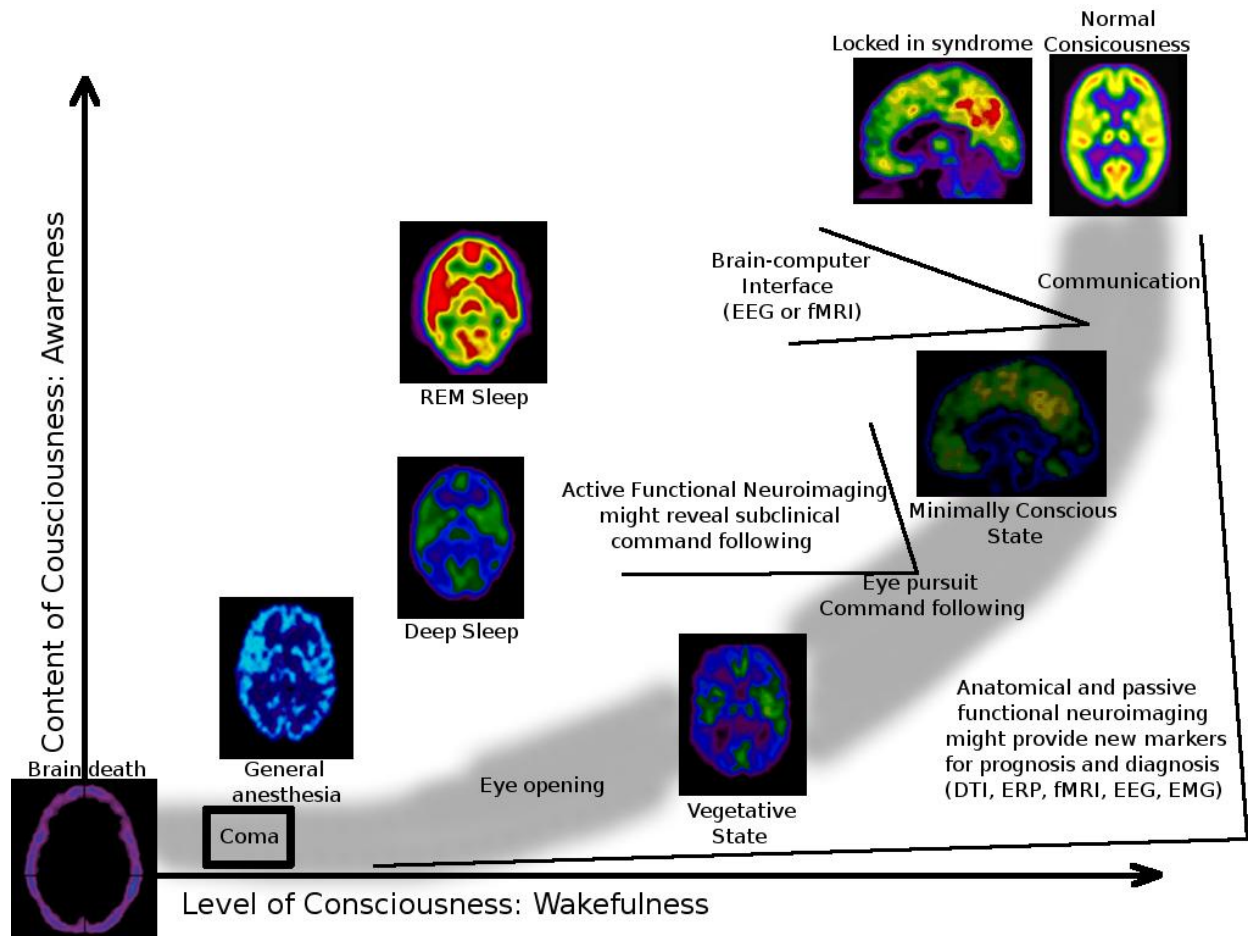 Normal
Consicousness
Locked in syndrome
Content of Cousciousness: Awareness
Brain-computer
Interface
(EEG or fMRI)
Communication
REM Sleep
Active Functional Neuroimaging
might reveal subclinical
command following
Minimally Conscious
State
Eye pursuit
Command following
Deep Sleep
Anatomical and passive
functional neuroimaging
might provide new markers
for prognosis and diagnosis
(DTI, ERP, fMRI, EEG, EMG)
Brain death
General
anesthesia
Eye opening
Vegetative
State
Coma
Level of Consciousness: Wakefulness